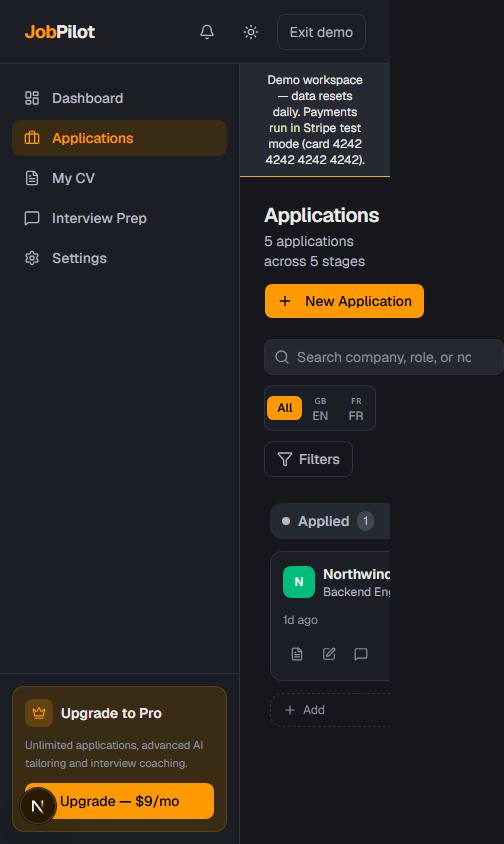 JobPilot
Exit demo
Dashboard
Applications
My CV
Interview Prep
Settings
Upgrade to Pro
Unlimited applications, advanced AI
tailoring and interview coaching.
Upgrade — $9/mo
N
Demo workspace
— data resets
daily. Payments
run in Stripe test
mode (card 4242
4242 4242 4242).
Applications
5 applications
across 5 stages
New Application
Search company, role, or no
All
GB
EN
FR
FR
Filters
Applied 1
N
Northwind
Backend Eng
1d ago
Add